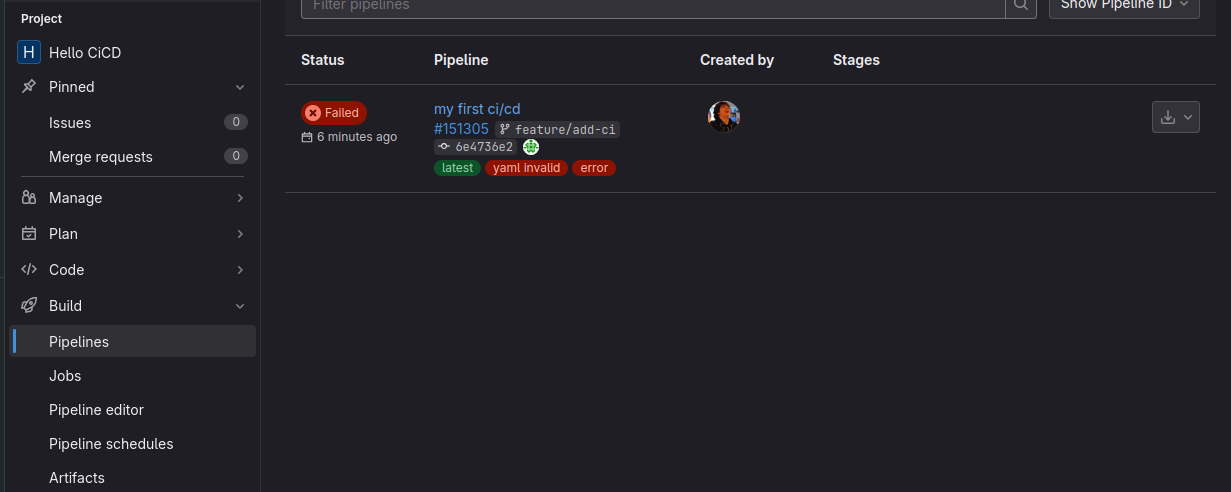 Project
H Hello CiCD
Pinned
Issues 0
Merge requests 0
Manage
Plan
Code
Build
Pipelines
Jobs
Pipeline editor
Pipeline schedules
Artifacts
Filter pipelines
Show Pipeline ID
Status Pipeline Created by Stages
Failed
6 minutes ago
my first ci/cd
#151305 feature/add-ci
6e4736e2
latest yaml invalid error